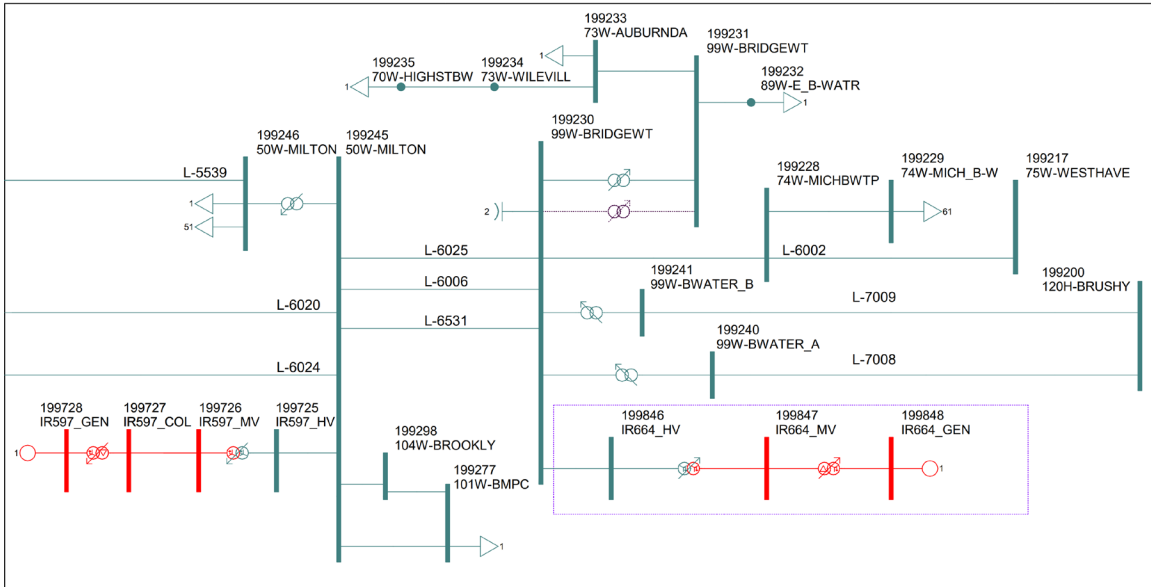 199233
73W-AUBURNDA
199231
99W-BRIDGEWT
1
199235
70W-HIGHSTBW
199234
73W-WILEVILL
199232
89W-E_B-WATR
1
1
199230
99W-BRIDGEWT
199246
50W-MILTON
199245
50W-MILTON
199228
74W-MICHBWTP
199229
74W-MICH_B-W
199217
75W-WESTHAVE
L-5539
1
51
2
61
L-6025
L-6002
199241
99W-BWATER_B
199200
120H-BRUSHY
L-6006
L-7009
L-6020
L-6531
199240
99W-BWATER_A
L-7008
L-6024
199728
IR597_GEN
199727
IR597_COL
199726
IR597_MV
199725
IR597_HV
199846
IR664_HV
199847
IR664_MV
199848
IR664_GEN
199298
104W-BROOKLY
1
1
199277
101W-BMPC
1